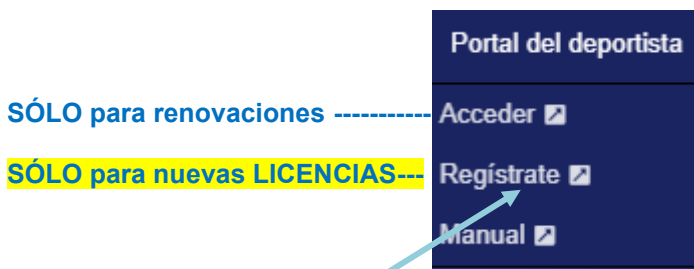 Portal del deportista
SÓLO para renovaciones ----------- Acceder
SÓLO para nuevas LICENCIAS--- Regístrate
Manual